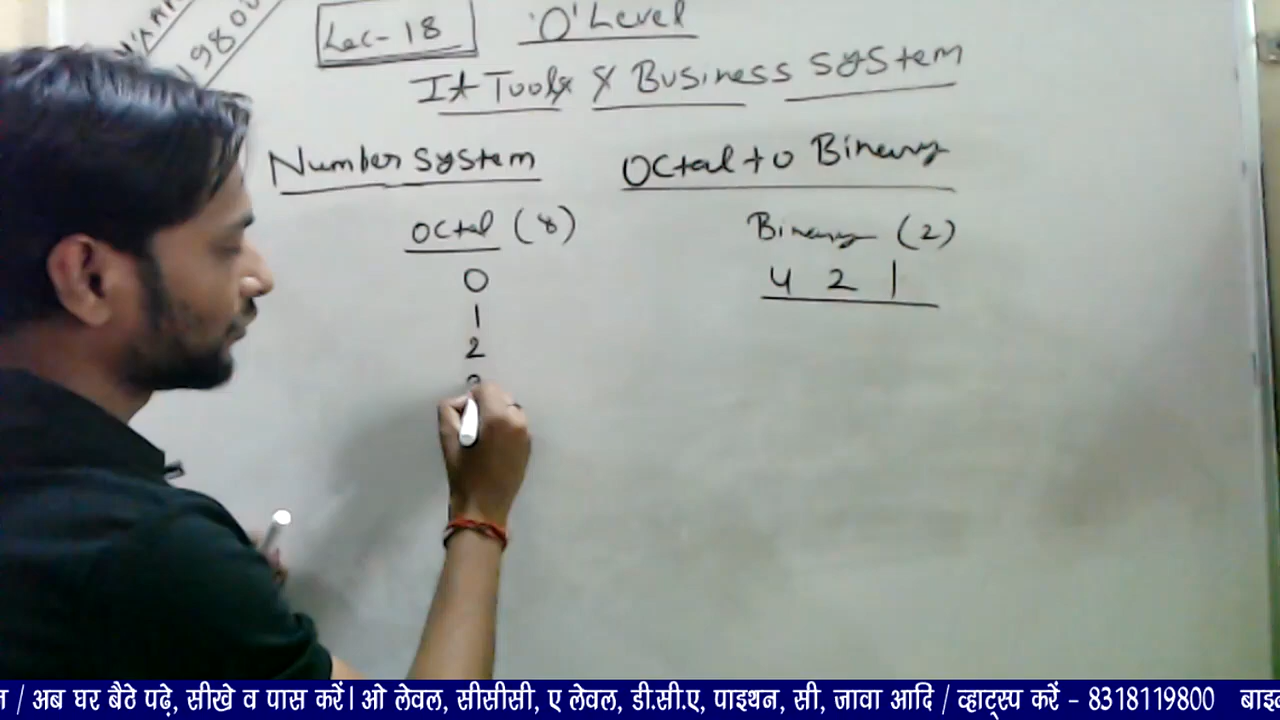 Lec-18 'O' Level
It Tools & Business system
Number system Octal to Binary
Octal (8) Binary (2)
0 4 2 1
1
2
/ अब घर बैठे पढ़े, सीखे व पास करें। ओ लेवल, सीसीसी, ए लेवल, डी.सी.ए, पाइथन, सी, जावा आदि / व्हाट्स्प करें - 8318119800